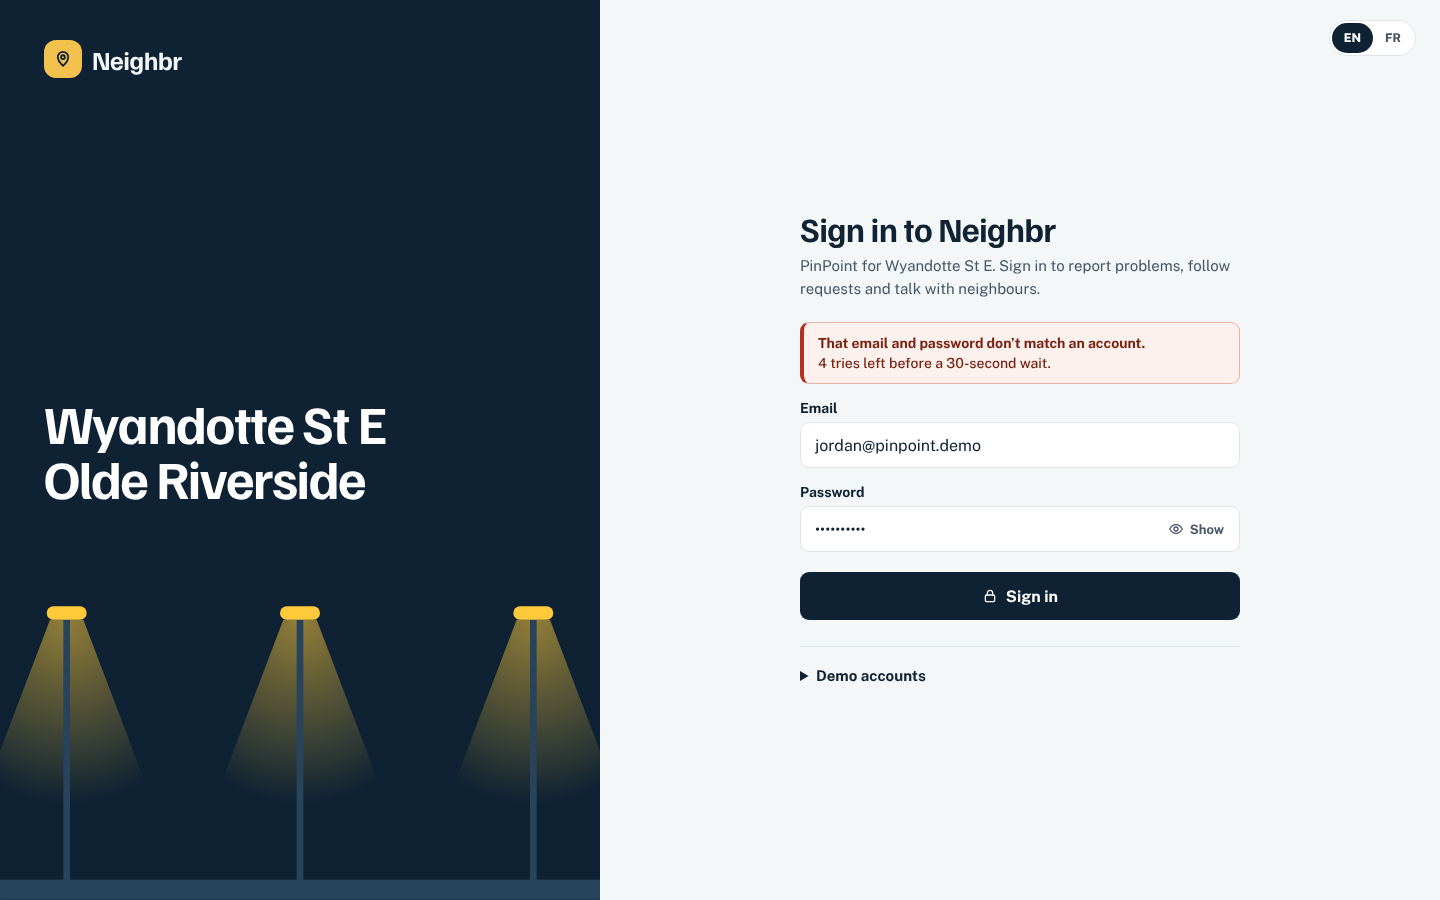 Neighbr
EN FR
Wyandotte St E
Olde Riverside
Sign in to Neighbr
PinPoint for Wyandotte St E. Sign in to report problems, follow
requests and talk with neighbours.
That email and password don’t match an account.
4 tries left before a 30-second wait.
Email
jordan@pinpoint.demo
Password
••••••••••
Show
Sign in
Demo accounts